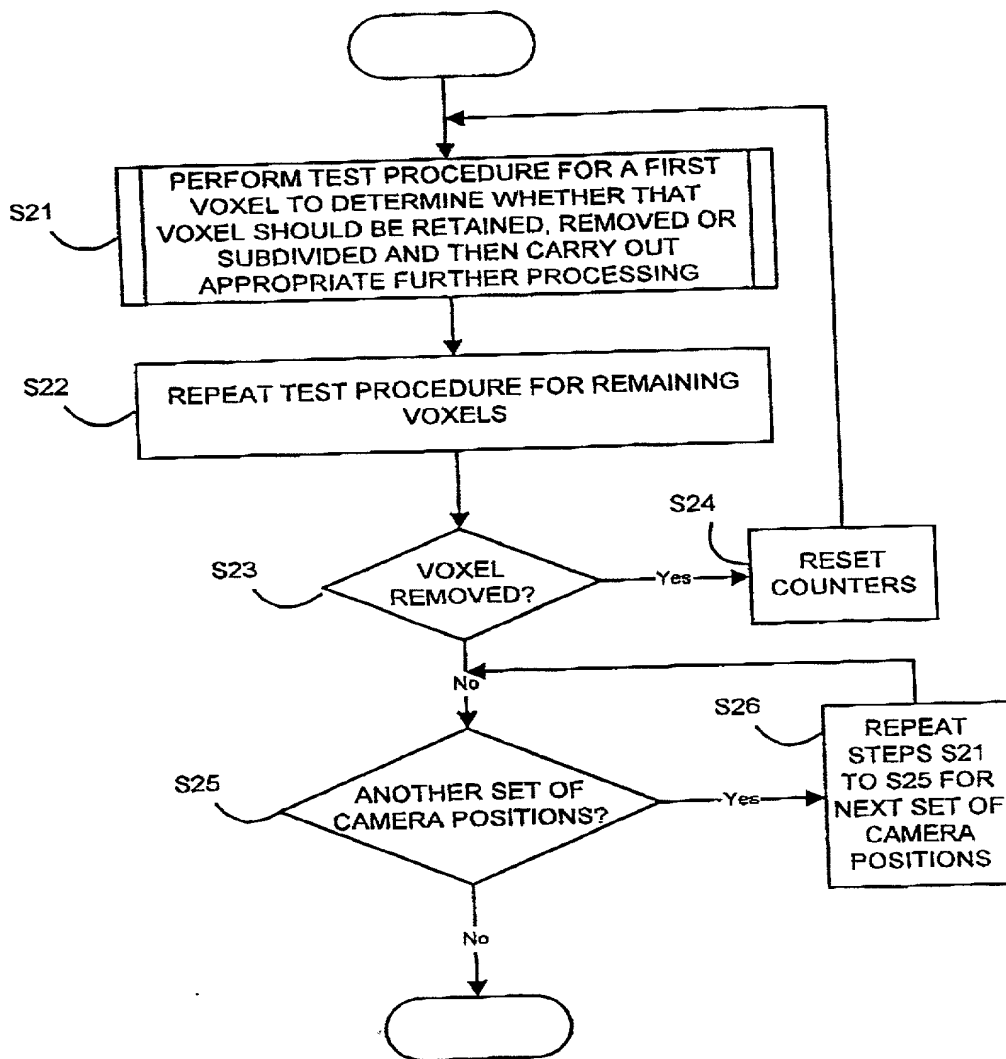 S21
PERFORM TEST PROCEDURE FOR A FIRST
VOXEL TO DETERMINE WHETHER THAT
VOXEL SHOULD BE RETAINED, REMOVED OR
SUBDIVIDED AND THEN CARRY OUT
APPROPRIATE FURTHER PROCESSING
S22
REPEAT TEST PROCEDURE FOR REMAINING
VOXELS
S23
VOXEL
REMOVED?
Yes
S24
RESET
COUNTERS
No
S25
ANOTHER SET OF
CAMERA POSITIONS?
Yes
S26
REPEAT
STEPS S21
TO S25 FOR
NEXT SET OF
CAMERA
POSITIONS
No